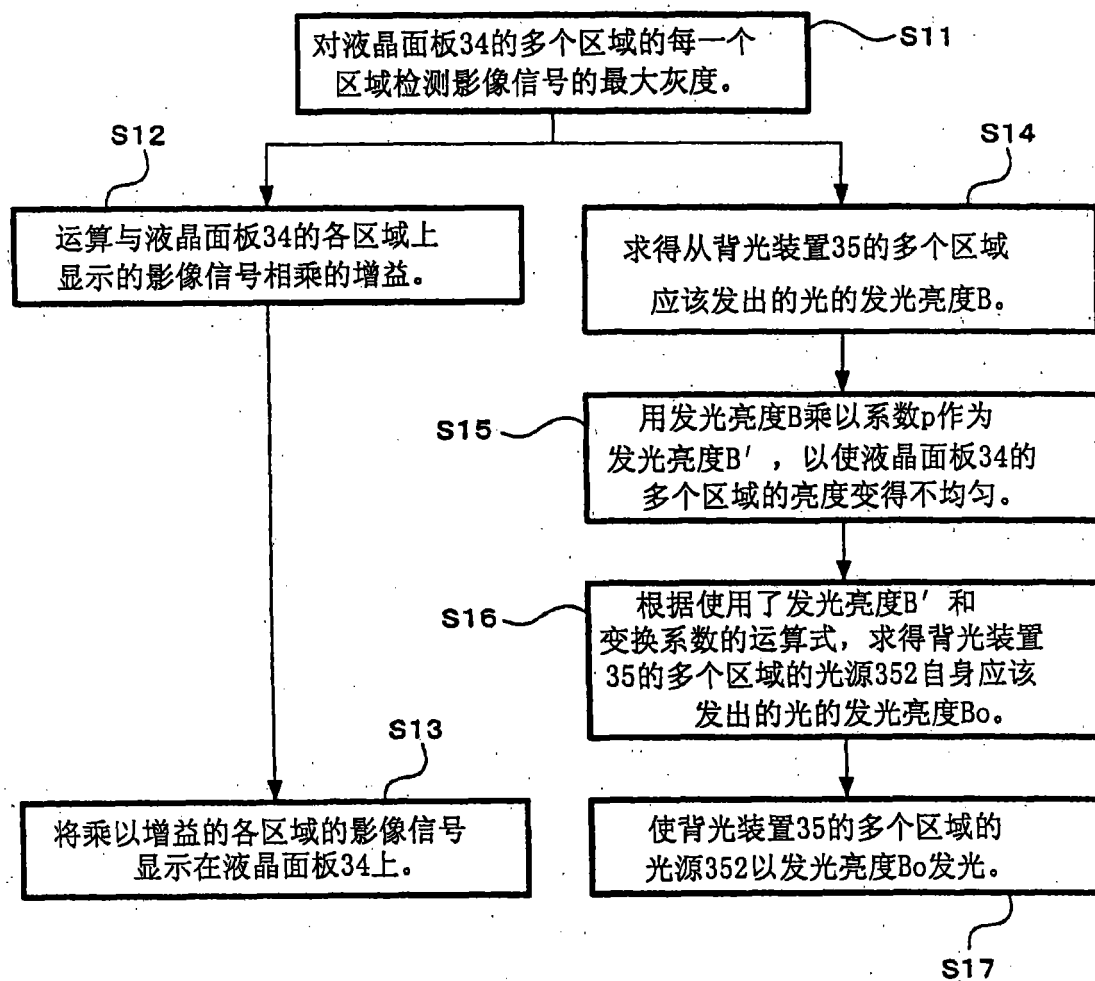 对液晶面板34的多个区域的每一个
区域检测影像信号的最大灰度。
S11
S12
运算与液晶面板34的各区域上
显示的影像信号相乘的增益。
S14
求得从背光装置35的多个区域
应该发出的光的发光亮度B。
S15
用发光亮度B乘以系数p作为
发光亮度B′，以使液晶面板34的
多个区域的亮度变得不均匀。
S16
根据使用了发光亮度B′和
变换系数的运算式，求得背光装置
35的多个区域的光源352自身应该
发出的光的发光亮度Bo。
S13
将乘以增益的各区域的影像信号
显示在液晶面板34上。
使背光装置35的多个区域的
光源352以发光亮度Bo发光。
S17